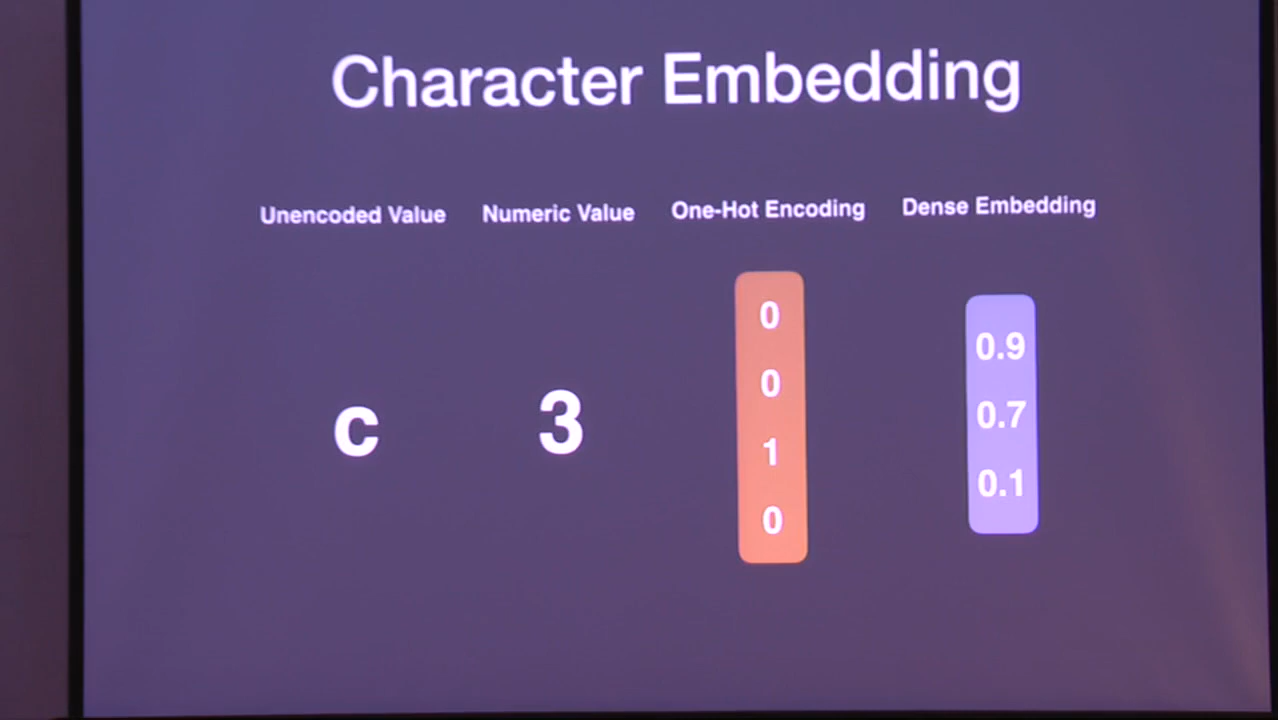 Character Embedding
Unencoded Value Numeric Value One-Hot Encoding Dense Embedding
c 3
0
0
1
0
0.9
0.7
0.1